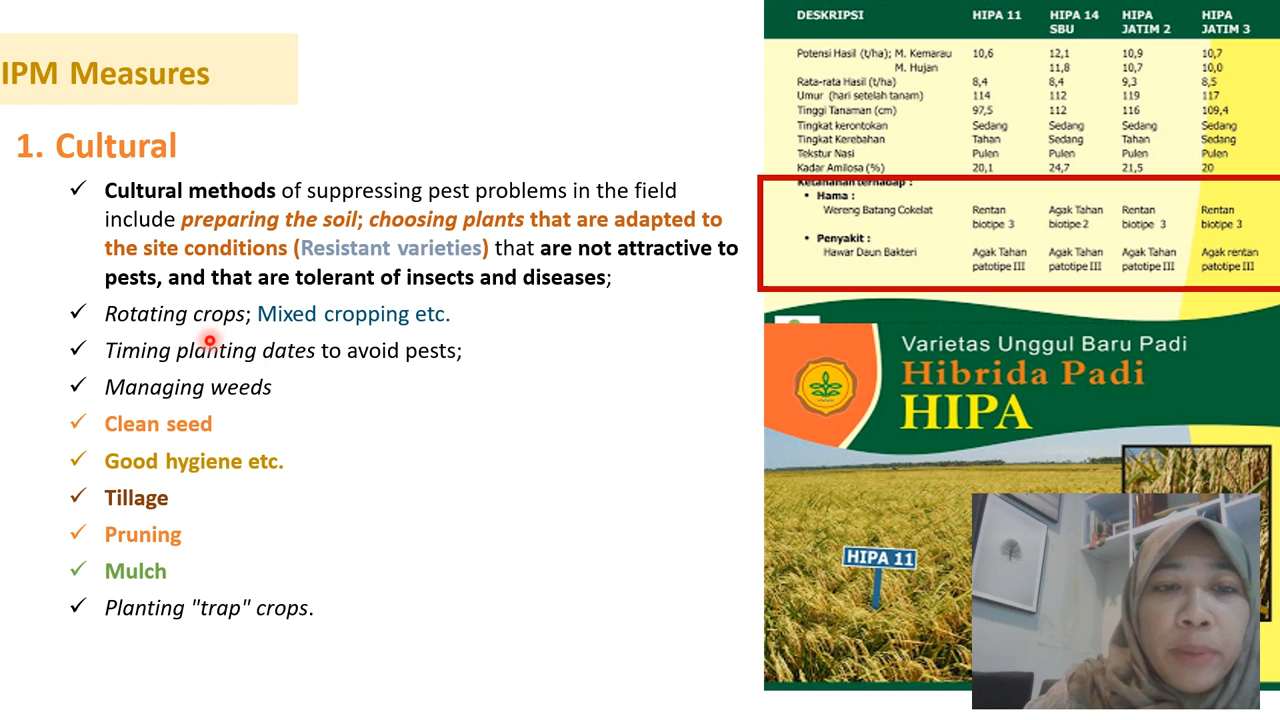 IPM Measures
1. Cultural
✓ Cultural methods of suppressing pest problems in the field
include preparing the soil; choosing plants that are adapted to
the site conditions (Resistant varieties) that are not attractive to
pests, and that are tolerant of insects and diseases;
✓ Rotating crops; Mixed cropping etc.
✓ Timing planting dates to avoid pests;
✓ Managing weeds
✓ Clean seed
✓ Good hygiene etc.
✓ Tillage
✓ Pruning
✓ Mulch
✓ Planting "trap" crops.
DESKRIPSI HIPA 11 HIPA 14 SBU HIPA JATIM 2 HIPA JATIM 3
Potensi Hasil (t/ha); M. Kemarau 10,6 12,1 10,9 10,7
M. Hujan 11,8 10,7 10,0
Rata-rata Hasil (t/ha) 8,4 8,4 9,3 8,5
Umur (hari setelah tanam) 114 112 119 117
Tinggi Tanaman (cm) 97,5 112 116 109,4
Tingkat kerontokan Sedang Sedang Sedang Sedang
Tingkat Kerebahan Tahan Sedang Tahan Sedang
Tekstur Nasi Pulen Pulen Pulen Pulen
Kadar Amilosa (%) 20,1 24,7 21,5 20
Ketahanan terhadap :
• Hama :
Wereng Batang Cokelat Rentan Agak Tahan Rentan Rentan
biotipe 3 biotipe 2 biotipe 3 biotipe 3
• Penyakit :
Hawar Daun Bakteri Agak Tahan Agak Tahan Agak Tahan Agak rentan
patotipe III patotipe III patotipe III patotipe III
Varietas Unggul Baru Padi
Hibrida Padi
HIPA
HIPA 11